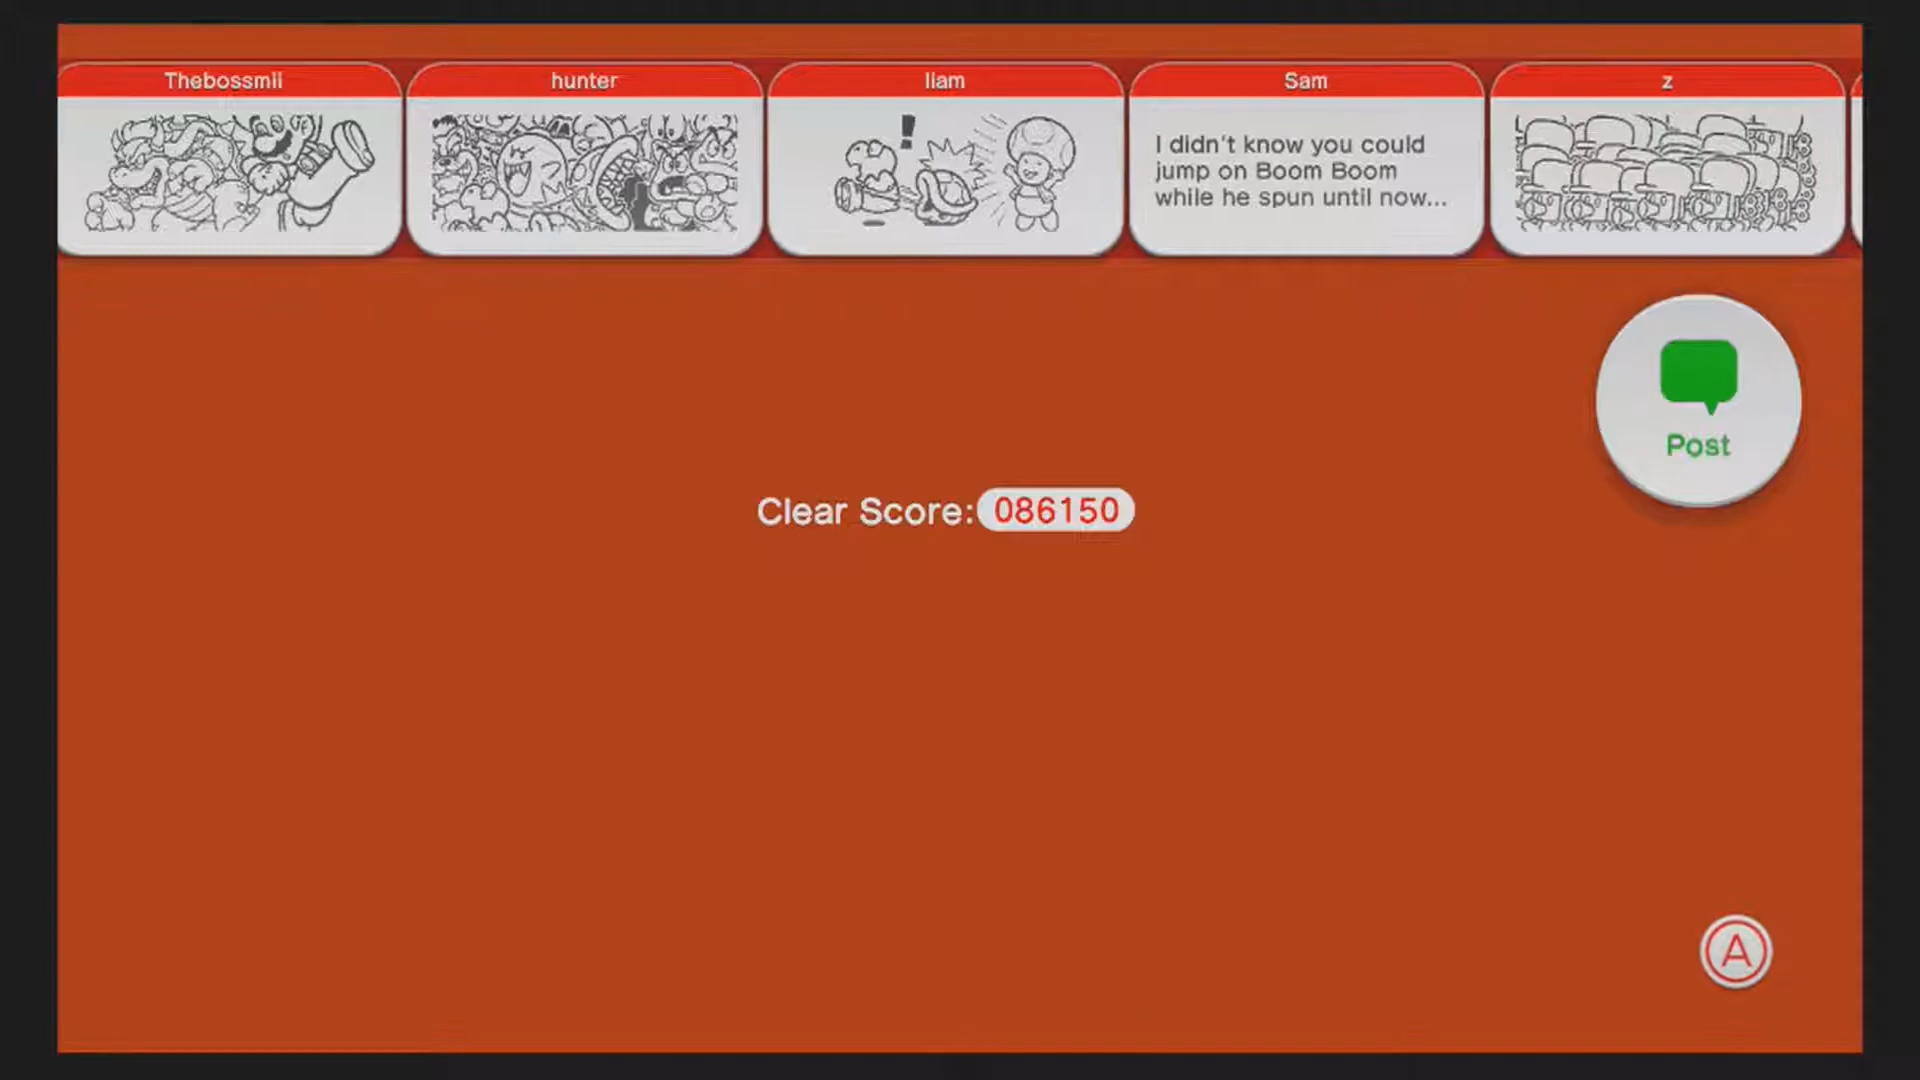 Thebossmii
hunter
liam
Sam
z
!
I didn't know you could
jump on Boom Boom
while he spun until now...
Post
Clear Score: 086150
A